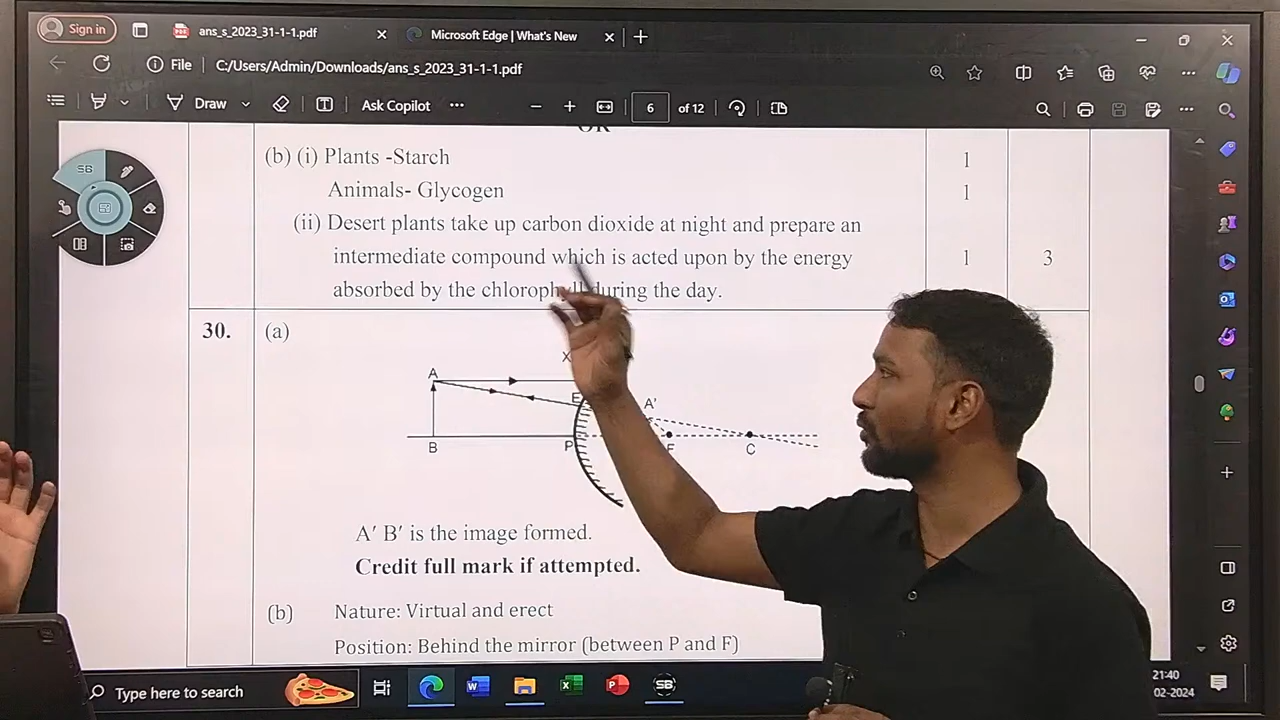 Sign in
ans_s_2023_31-1-1.pdf
Microsoft Edge | What's New
File
C:/Users/Admin/Downloads/ans_s_2023_31-1-1.pdf
Draw
Ask Copilot
6 of 12
OR
(b) (i) Plants -Starch 1
Animals- Glycogen 1
(ii) Desert plants take up carbon dioxide at night and prepare an
intermediate compound which is acted upon by the energy 1 3
absorbed by the chlorophyll during the day.
30. (a)
X
A
E
A'
B
P
F
C
A′ B′ is the image formed.
Credit full mark if attempted.
(b) Nature: Virtual and erect
Position: Behind the mirror (between P and F)
SB
Type here to search
SB
21:40
02-2024